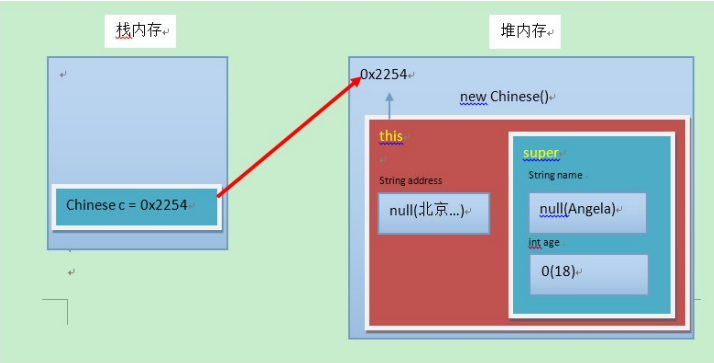 栈内存
堆内存
0x2254
new Chinese()
this
super
String address
String name
Chinese c = 0x2254
null(北京...)
null(Angela)
int age
0(18)